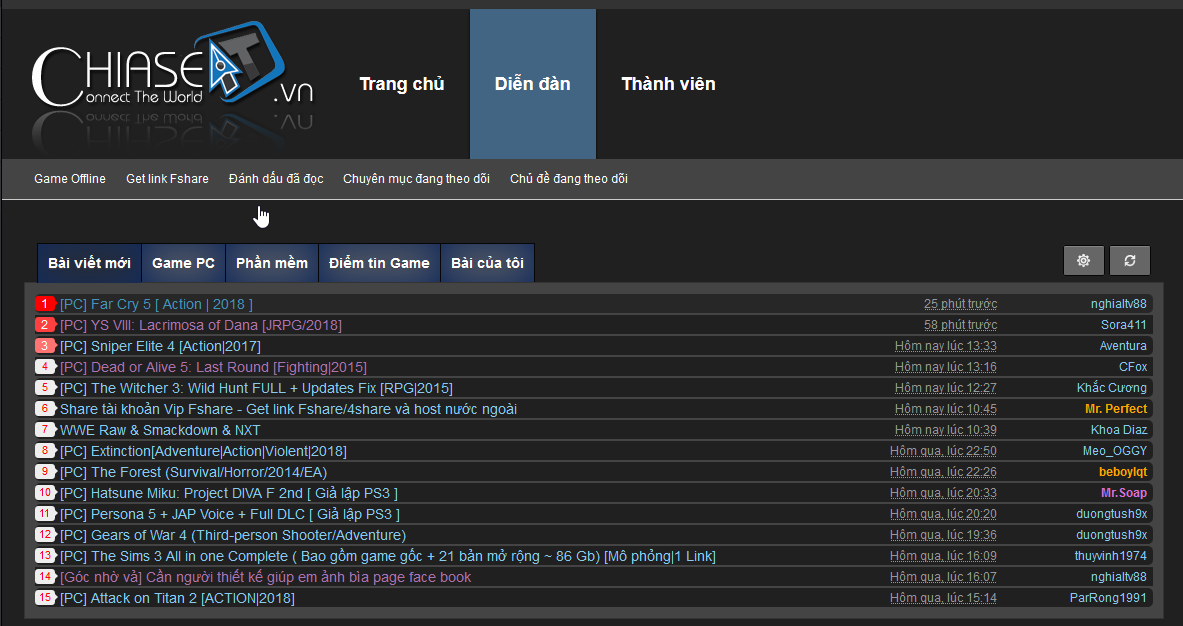 CHIASE IT .vn
Connect The World
Trang chủ
Diễn đàn
Thành viên
Game Offline
Get link Fshare
Đánh dấu đã đọc
Chuyên mục đang theo dõi
Chủ đề đang theo dõi
Bài viết mới
Game PC
Phần mềm
Điểm tin Game
Bài của tôi
1 [PC] Far Cry 5 [ Action | 2018 ] 25 phút trước nghialtv88
2 [PC] YS VIII: Lacrimosa of Dana [JRPG/2018] 58 phút trước Sora411
3 [PC] Sniper Elite 4 [Action|2017] Hôm nay lúc 13:33 Aventura
4 [PC] Dead or Alive 5: Last Round [Fighting|2015] Hôm nay lúc 13:16 CFox
5 [PC] The Witcher 3: Wild Hunt FULL + Updates Fix [RPG|2015] Hôm nay lúc 12:27 Khắc Cương
6 Share tài khoản Vip Fshare - Get link Fshare/4share và host nước ngoài Hôm nay lúc 10:45 Mr. Perfect
7 WWE Raw & Smackdown & NXT Hôm nay lúc 10:39 Khoa Diaz
8 [PC] Extinction[Adventure|Action|Violent|2018] Hôm qua, lúc 22:50 Meo_OGGY
9 [PC] The Forest (Survival/Horror/2014/EA) Hôm qua, lúc 22:26 beboylqt
10 [PC] Hatsune Miku: Project DIVA F 2nd [ Giả lập PS3 ] Hôm qua, lúc 20:33 Mr.Soap
11 [PC] Persona 5 + JAP Voice + Full DLC [ Giả lập PS3 ] Hôm qua, lúc 20:20 duongtush9x
12 [PC] Gears of War 4 (Third-person Shooter/Adventure) Hôm qua, lúc 19:36 duongtush9x
13 [PC] The Sims 3 All in one Complete ( Bao gồm game gốc + 21 bản mở rộng ~ 86 Gb) [Mô phỏng|1 Link] Hôm qua, lúc 16:09 thuyvinh1974
14 [Góc nhờ vả] Cần người thiết kế giúp em ảnh bìa page face book Hôm qua, lúc 16:07 nghialtv88
15 [PC] Attack on Titan 2 [ACTION|2018] Hôm qua, lúc 15:14 ParRong1991